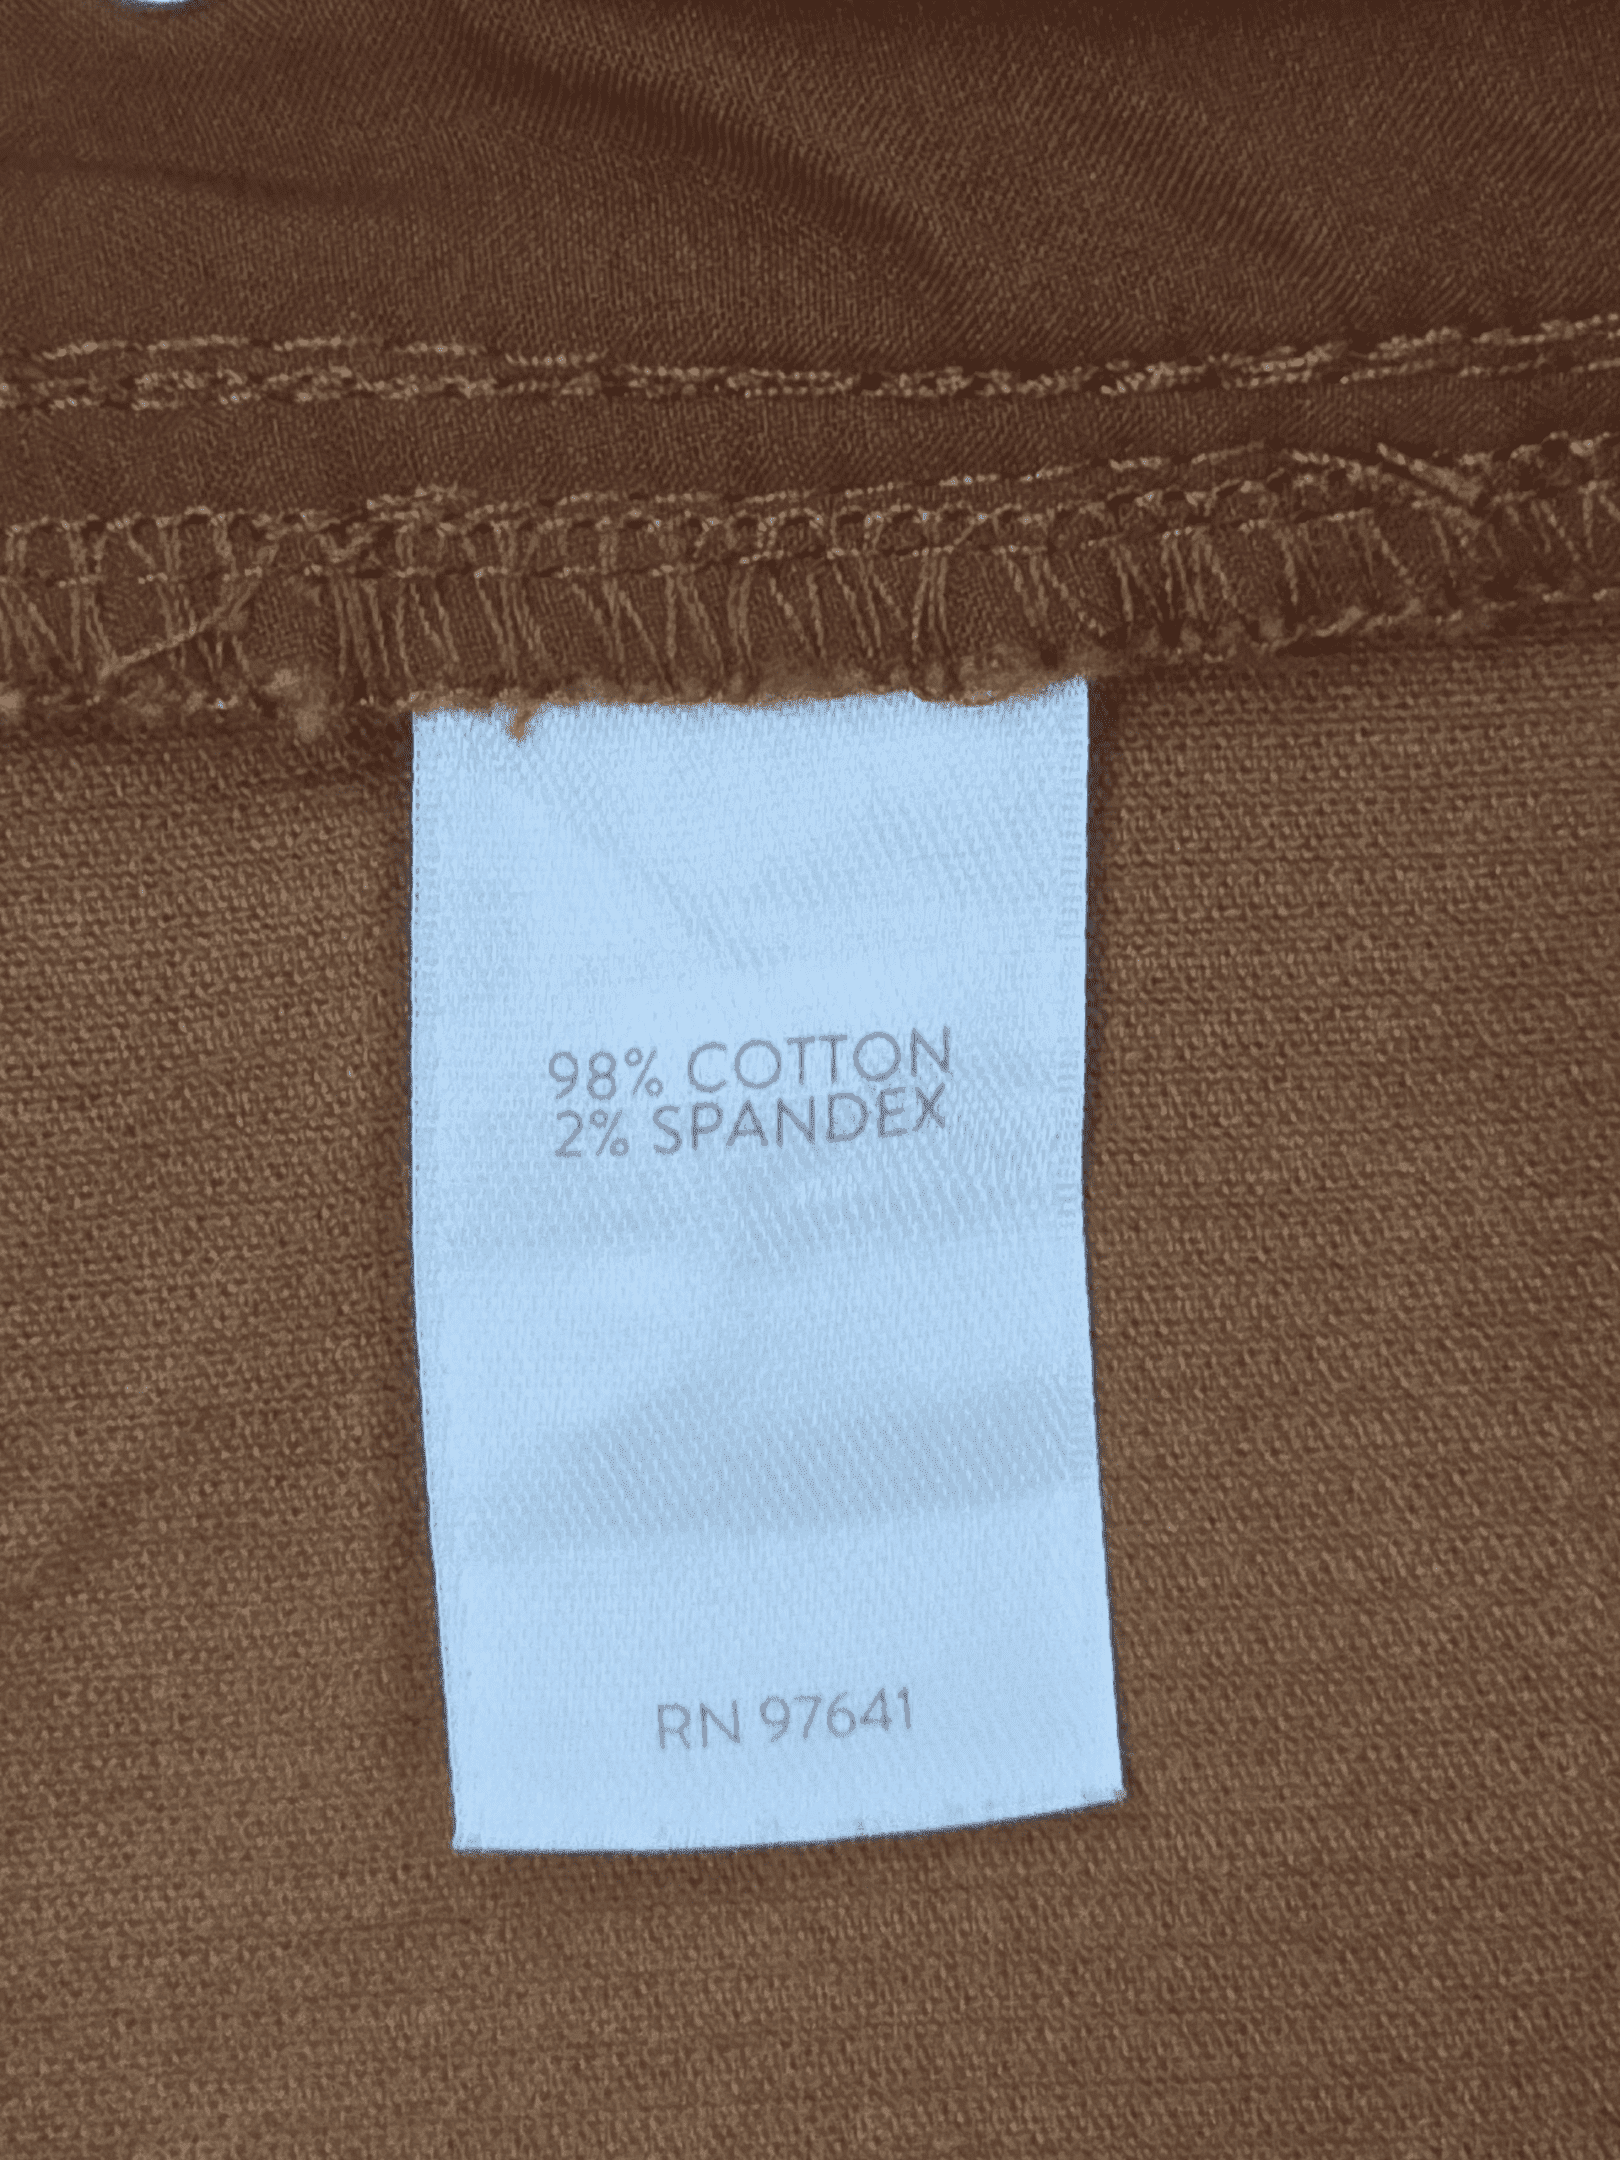 98% COTTON
2% SPANDEX
RN 97641